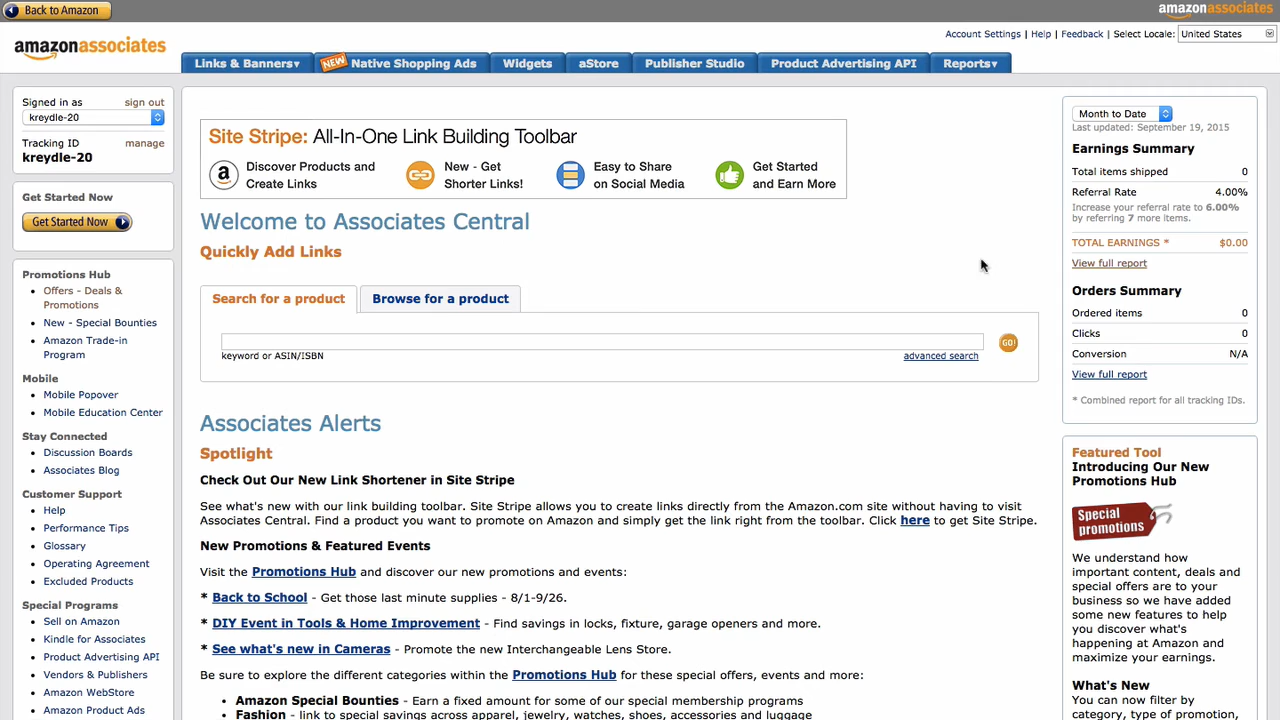 Back to Amazon
amazonassociates
amazonassociates
Account Settings | Help | Feedback | Select Locale: United States
Links & Banners▾
NEW Native Shopping Ads
Widgets
aStore
Publisher Studio
Product Advertising API
Reports▾
Signed in as sign out
kreydle-20
Tracking ID manage
kreydle-20
Get Started Now
Get Started Now
Promotions Hub
• Offers - Deals &
Promotions
• New - Special Bounties
• Amazon Trade-in
Program
Mobile
• Mobile Popover
• Mobile Education Center
Stay Connected
• Discussion Boards
• Associates Blog
Customer Support
• Help
• Performance Tips
• Glossary
• Operating Agreement
• Excluded Products
Special Programs
• Sell on Amazon
• Kindle for Associates
• Product Advertising API
• Vendors & Publishers
• Amazon WebStore
• Amazon Product Ads
Site Stripe: All-In-One Link Building Toolbar
a Discover Products and
Create Links
New - Get
Shorter Links!
Easy to Share
on Social Media
Get Started
and Earn More
Welcome to Associates Central
Quickly Add Links
Search for a product
Browse for a product
GO!
keyword or ASIN/ISBN
advanced search
Associates Alerts
Spotlight
Check Out Our New Link Shortener in Site Stripe
See what's new with our link building toolbar. Site Stripe allows you to create links directly from the Amazon.com site without having to visit
Associates Central. Find a product you want to promote on Amazon and simply get the link right from the toolbar. Click here to get Site Stripe.
New Promotions & Featured Events
Visit the Promotions Hub and discover our new promotions and events:
* Back to School - Get those last minute supplies - 8/1-9/26.
* DIY Event in Tools & Home Improvement - Find savings in locks, fixture, garage openers and more.
* See what's new in Cameras - Promote the new Interchangeable Lens Store.
Be sure to explore the different categories within the Promotions Hub for these special offers, events and more:
• Amazon Special Bounties - Earn a fixed amount for some of our special membership programs
• Fashion - link to special savings across apparel, jewelry, watches, shoes, accessories and luggage
Month to Date
Last updated: September 19, 2015
Earnings Summary
Total items shipped 0
Referral Rate 4.00%
Increase your referral rate to 6.00%
by referring 7 more items.
TOTAL EARNINGS * $0.00
View full report
Orders Summary
Ordered items 0
Clicks 0
Conversion N/A
View full report
* Combined report for all tracking IDs.
Featured Tool
Introducing Our New
Promotions Hub
Special
promotions
We understand how
important content, deals and
special offers are to your
business so we have added
some new features to help
you discover what's
happening at Amazon and
maximize your earnings.
What's New
You can now filter by
category, type of promotion,